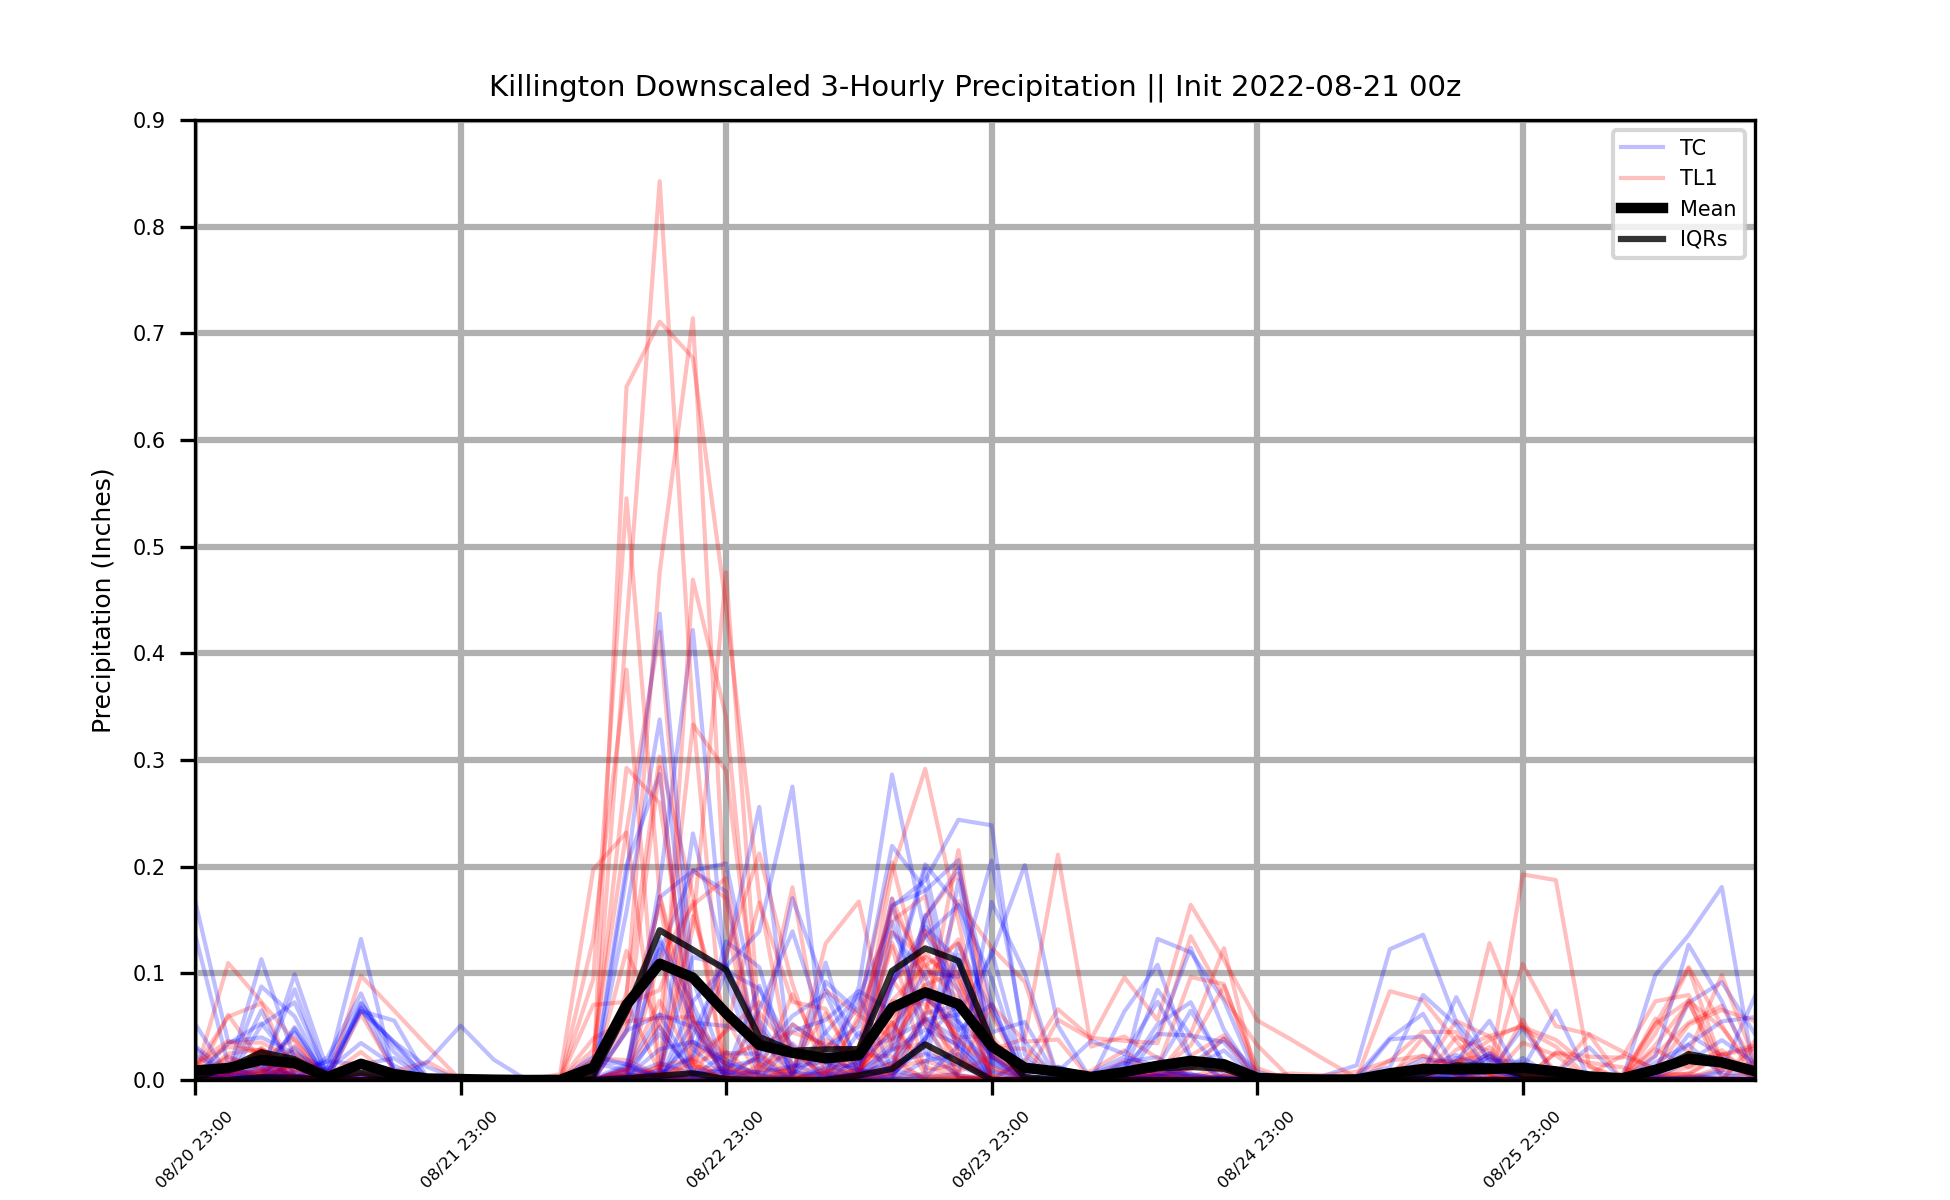 Killington Downscaled 3-Hourly Precipitation || Init 2022-08-21 00z
Precipitation (Inches)
0.9
0.8
0.7
0.6
0.5
0.4
0.3
0.2
0.1
0.0
TC
TL1
Mean
IQRs
08/20 23:00
08/21 23:00
08/22 23:00
08/23 23:00
08/24 23:00
08/25 23:00